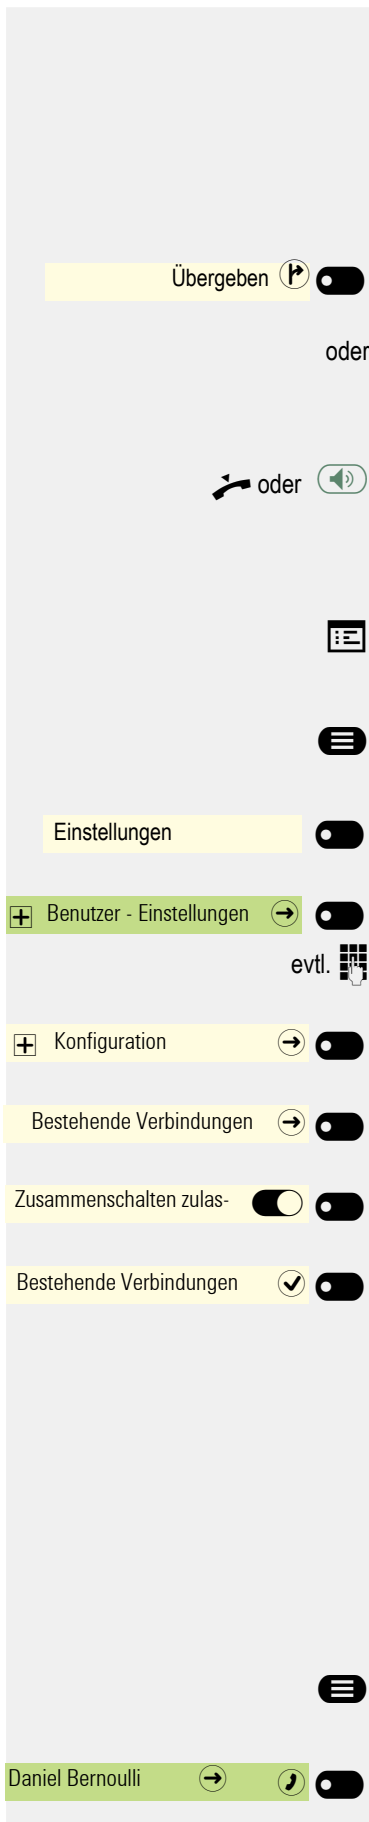 Übergeben
oder
oder
Einstellungen
Benutzer - Einstellungen
evtl.
Konfiguration
Bestehende Verbindungen
Zusammenschalten zulas-
Bestehende Verbindungen
Daniel Bernoulli